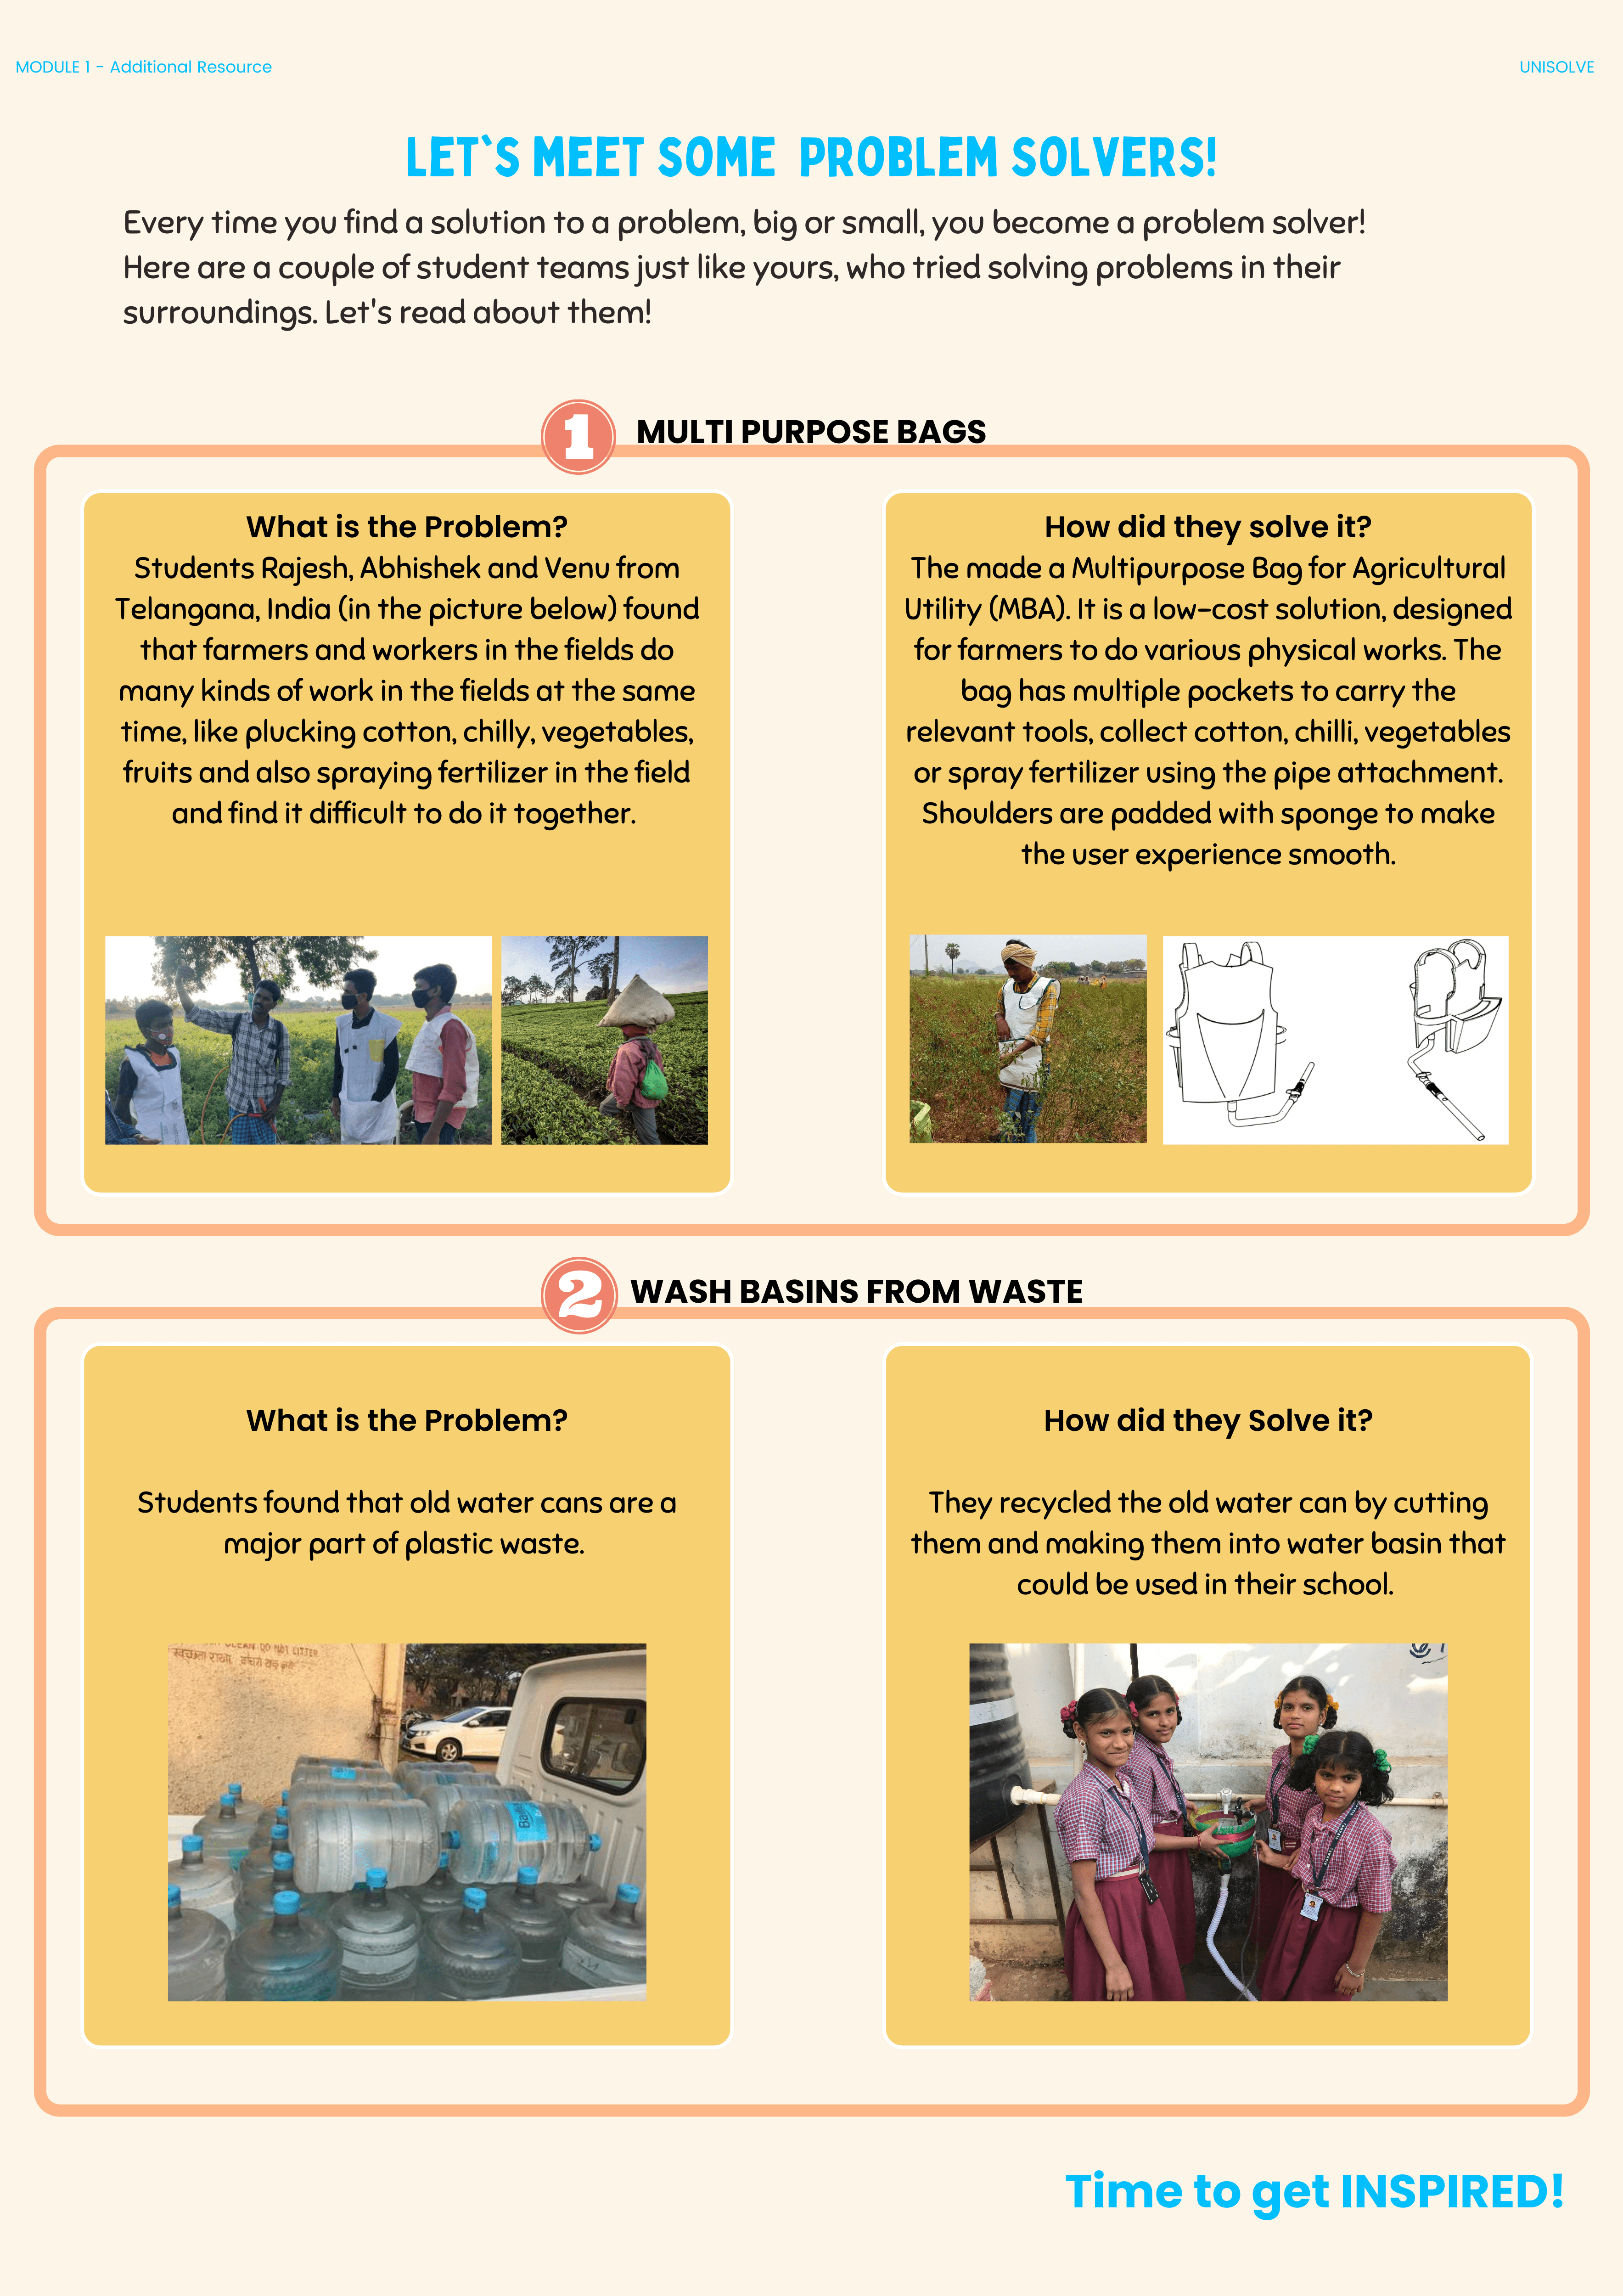 MODULE 1 - Additional Resource
UNISOLVE
LET`S MEET SOME PROBLEM SOLVERS!
Every time you find a solution to a problem, big or small, you become a problem solver!
Here are a couple of student teams just like yours, who tried solving problems in their
surroundings. Let's read about them!
1
MULTI PURPOSE BAGS
What is the Problem?
Students Rajesh, Abhishek and Venu from
Telangana, India (in the picture below) found
that farmers and workers in the fields do
many kinds of work in the fields at the same
time, like plucking cotton, chilly, vegetables,
fruits and also spraying fertilizer in the field
and find it difficult to do it together.
How did they solve it?
The made a Multipurpose Bag for Agricultural
Utility (MBA). It is a low-cost solution, designed
for farmers to do various physical works. The
bag has multiple pockets to carry the
relevant tools, collect cotton, chilli, vegetables
or spray fertilizer using the pipe attachment.
Shoulders are padded with sponge to make
the user experience smooth.
2
WASH BASINS FROM WASTE
What is the Problem?
Students found that old water cans are a
major part of plastic waste.
CLEAN DO NOT LITTER
How did they Solve it?
They recycled the old water can by cutting
them and making them into water basin that
could be used in their school.
Time to get INSPIRED!